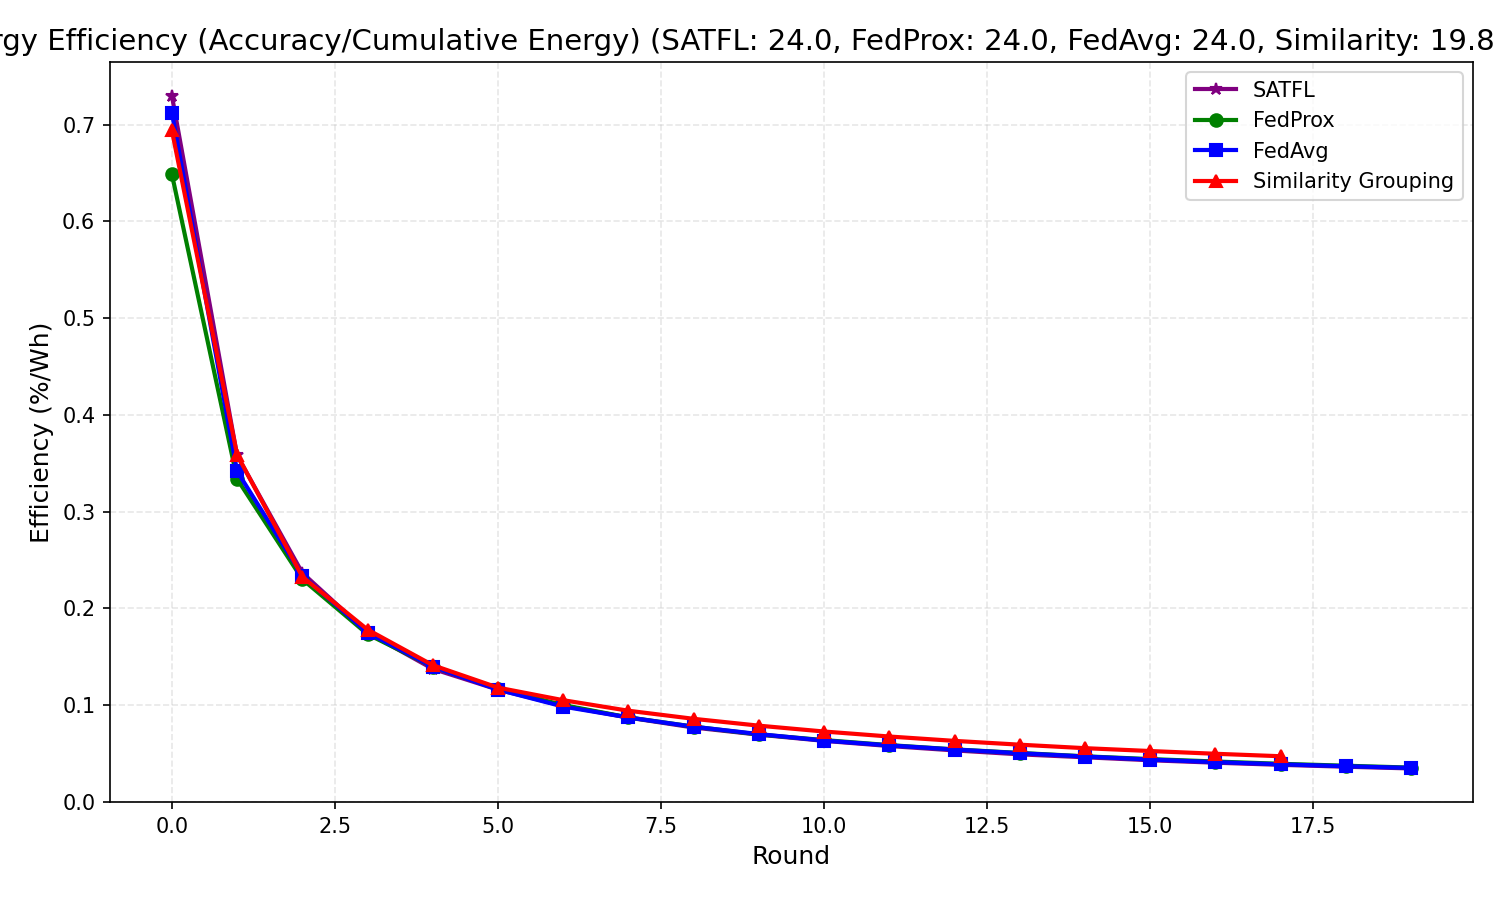 Efficiency (Accuracy/Cumulative Energy) (SATFL: 24.0, FedProx: 24.0, FedAvg: 24.0, Similarity: 19.8
SATFL
FedProx
FedAvg
Similarity Grouping
Efficiency (%/Wh)
0.7
0.6
0.5
0.4
0.3
0.2
0.1
0.0
0.0 2.5 5.0 7.5 10.0 12.5 15.0 17.5
Round